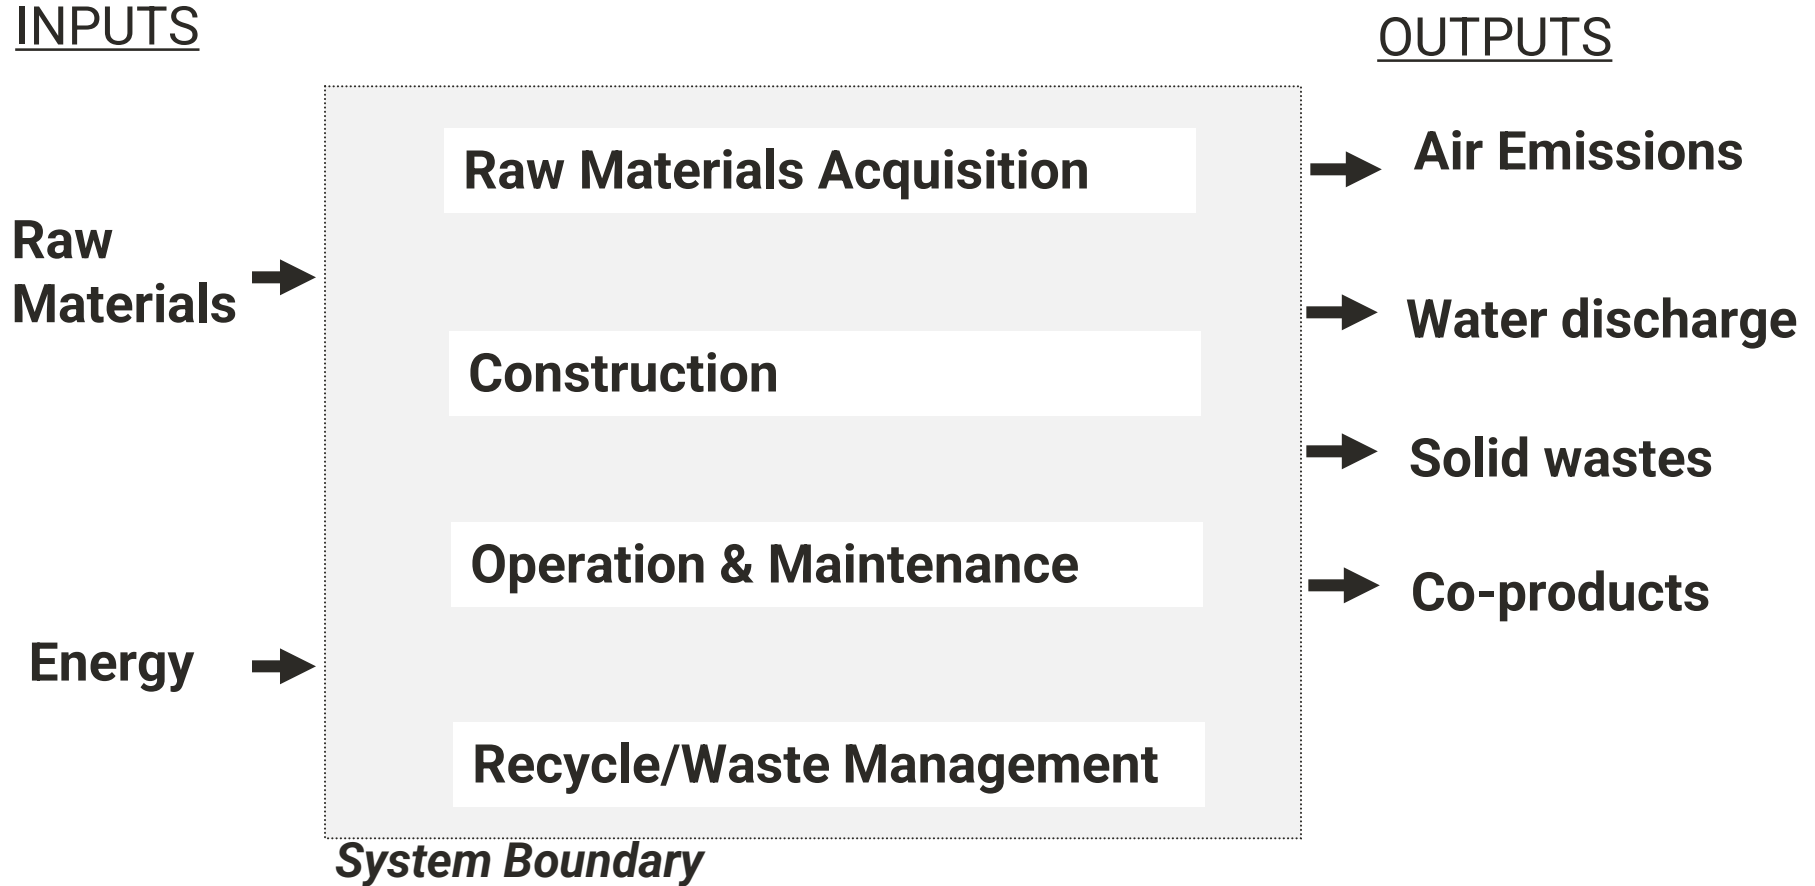 INPUTS
OUTPUTS
Raw Materials Acquisition
Air Emissions
Raw
Materials
Water discharge
Construction
Solid wastes
Operation & Maintenance
Co-products
Energy
Recycle/Waste Management
System Boundary